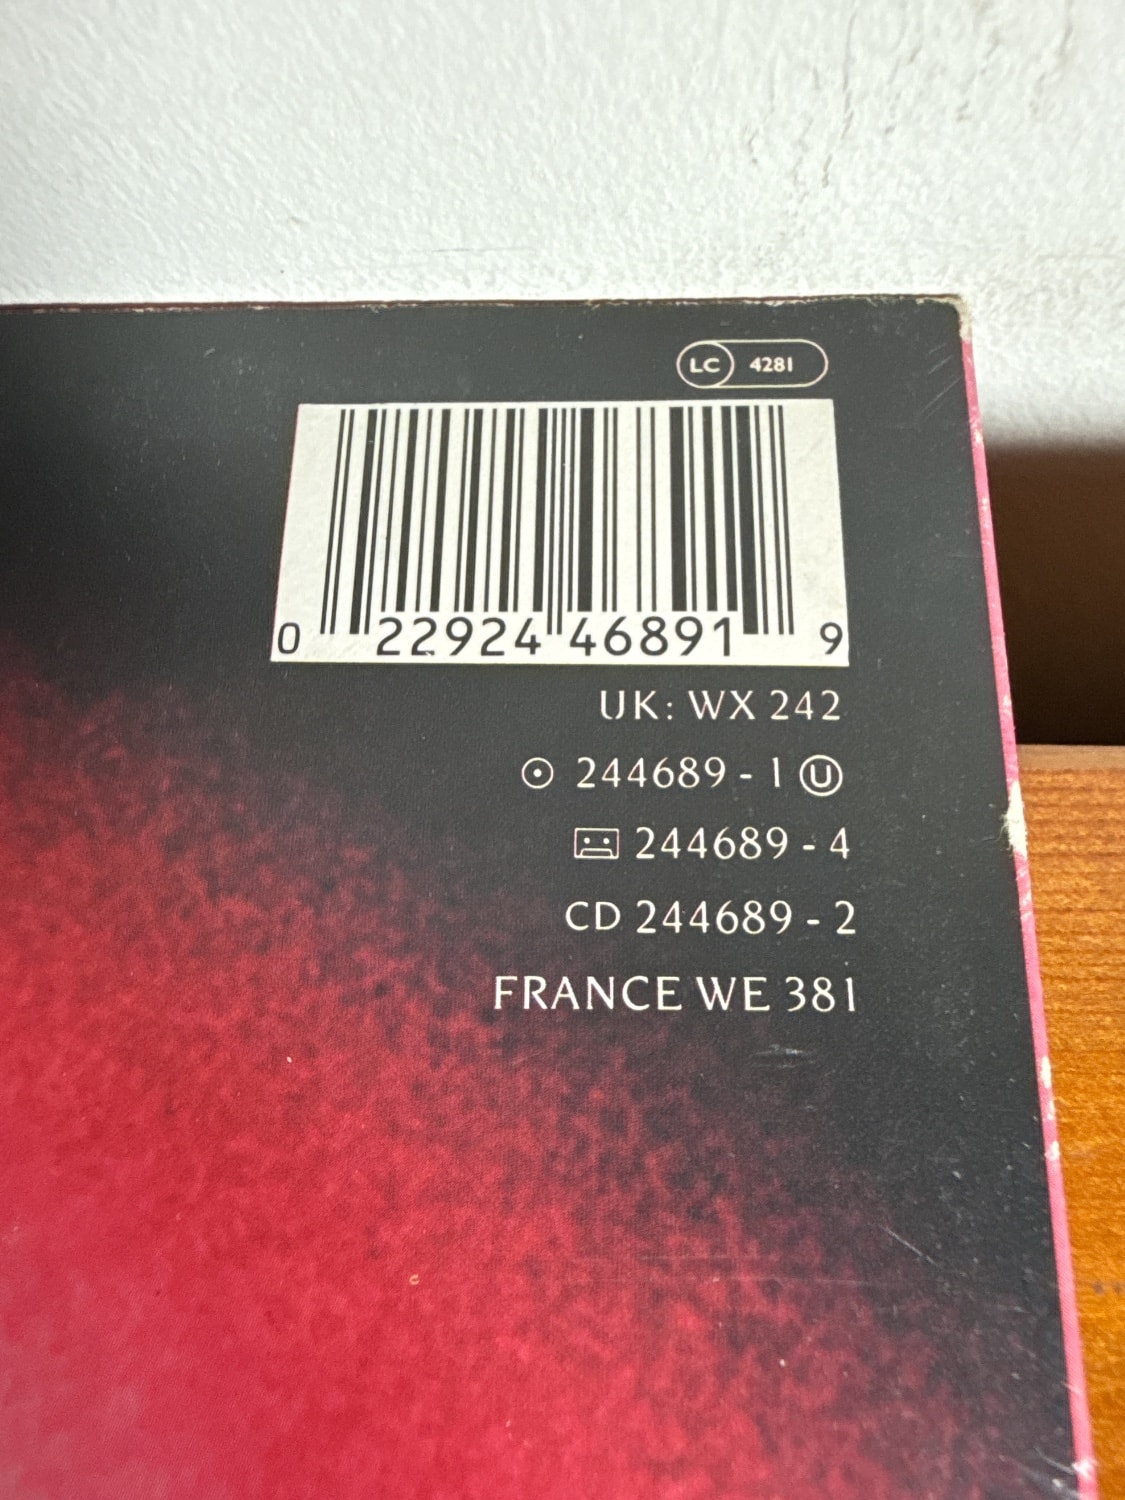 LC 4281
0 22924 46891 9
UK: WX 242
244689 - 1 U
244689 - 4
CD 244689 - 2
FRANCE WE 381